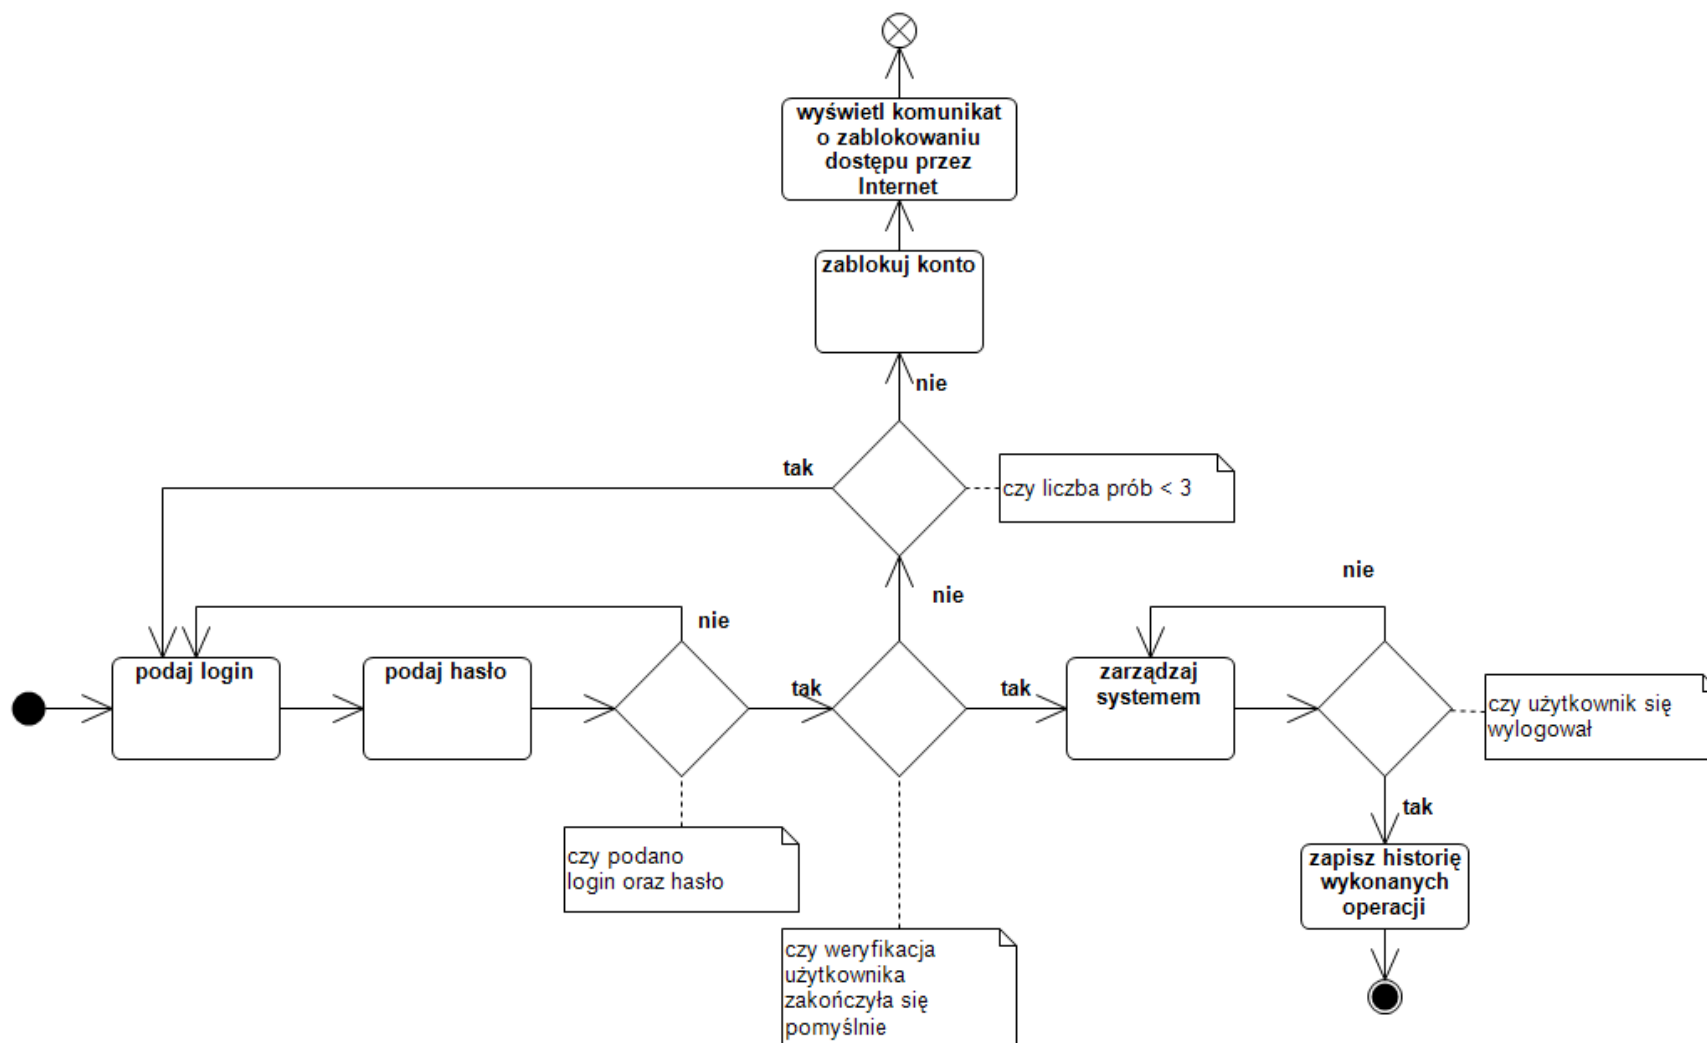 wyświetl komunikat
o zablokowaniu
dostępu przez
Internet
zablokuj konto
nie
tak
czy liczba prób < 3
nie
nie
nie
podaj login
podaj hasło
tak
tak
zarządzaj
systemem
czy użytkownik się
wylogował
tak
czy podano
login oraz hasło
zapisz historię
wykonanych
operacji
czy weryfikacja
użytkownika
zakończyła się
pomyślnie